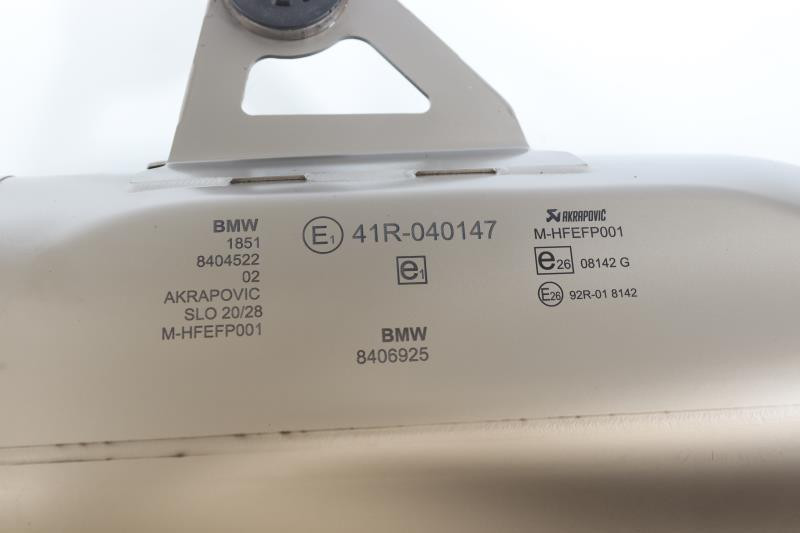 BMW
1851
8404522
02
AKRAPOVIC
SLO 20/28
M-HFEFP001
E1 41R-040147
e1
BMW
8406925
AKRAPOVIČ
M-HFEFP001
e26 08142 G
E26 92R-01 8142